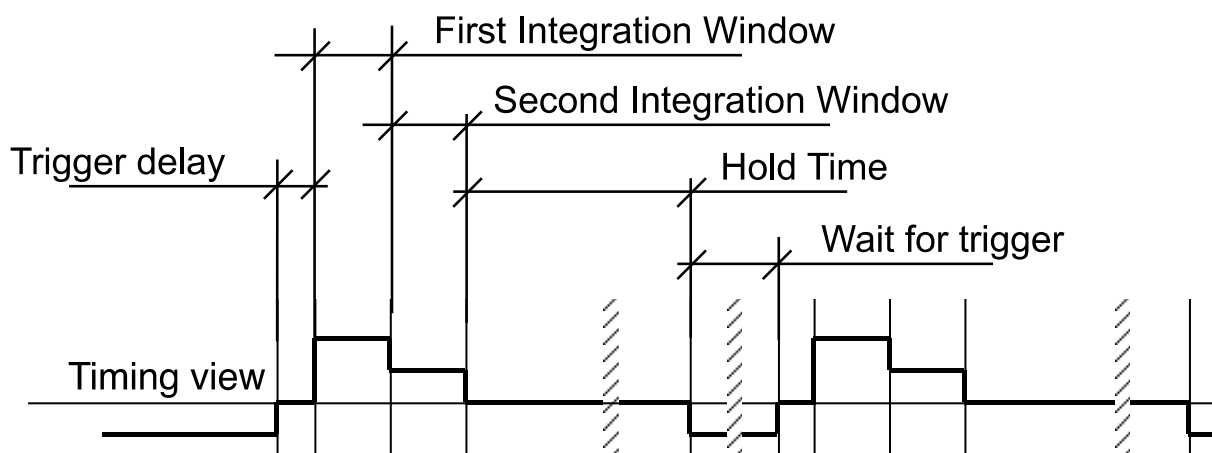 First Integration Window
Second Integration Window
Trigger delay
Hold Time
Wait for trigger
Timing view